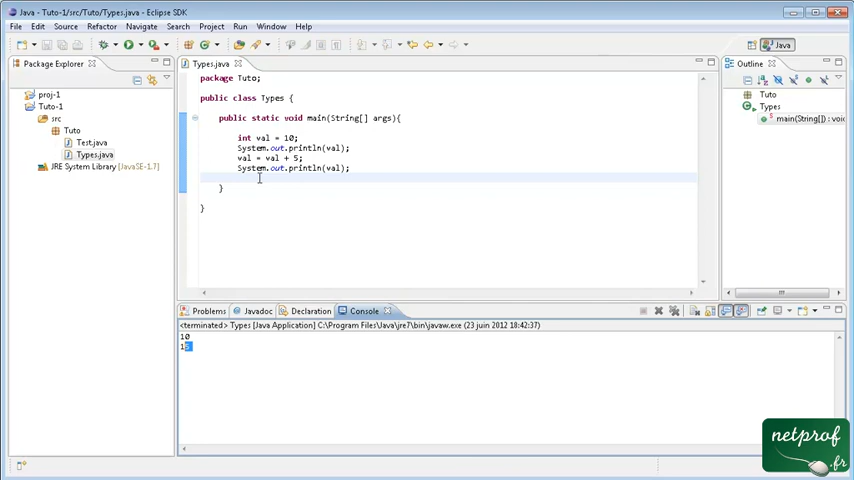 Java - Tuto-1/src/Tuto/Types.java - Eclipse SDK
File Edit Source Refactor Navigate Search Project Run Window Help
Java
Package Explorer
proj-1
Tuto-1
src
Tuto
Test.java
Types.java
JRE System Library [JavaSE-1.7]
Types.java
package Tuto;
public class Types {
public static void main(String[] args){
int val = 10;
System.out.println(val);
val = val + 5;
System.out.println(val);
}
}
Outline
Tuto
Types
main(String[]) : void
Problems Javadoc Declaration Console
<terminated> Types [Java Application] C:\Program Files\Java\jre7\bin\javaw.exe (23 juin 2012 18:42:37)
10
15
netprof
.fr